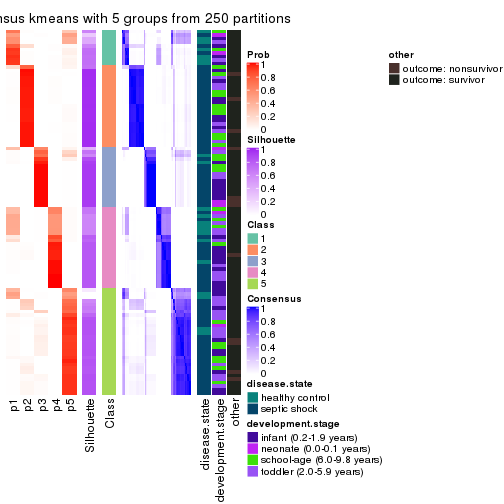 nsus kmeans with 5 groups from 250 partitions
Prob
1
0.8
0.6
0.4
0.2
0
Silhouette
1
0.8
0.6
0.4
0.2
0
Class
1
2
3
4
5
Consensus
1
0.8
0.6
0.4
0.2
0
disease.state
healthy control
septic shock
development.stage
infant (0.2-1.9 years)
neonate (0.0-0.1 years)
school-age (6.0-9.8 years)
toddler (2.0-5.9 years)
other
outcome: nonsurvivor
outcome: survivor
p1
p2
p3
p4
p5
Silhouette
Class
disease.state
development.stage
other